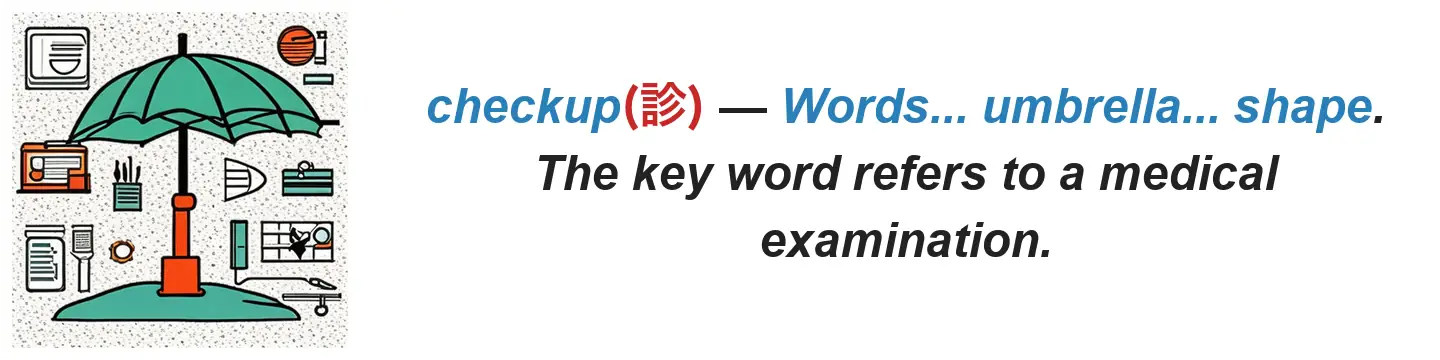 checkup(診) — Words... umbrella... shape.
The key word refers to a medical
examination.